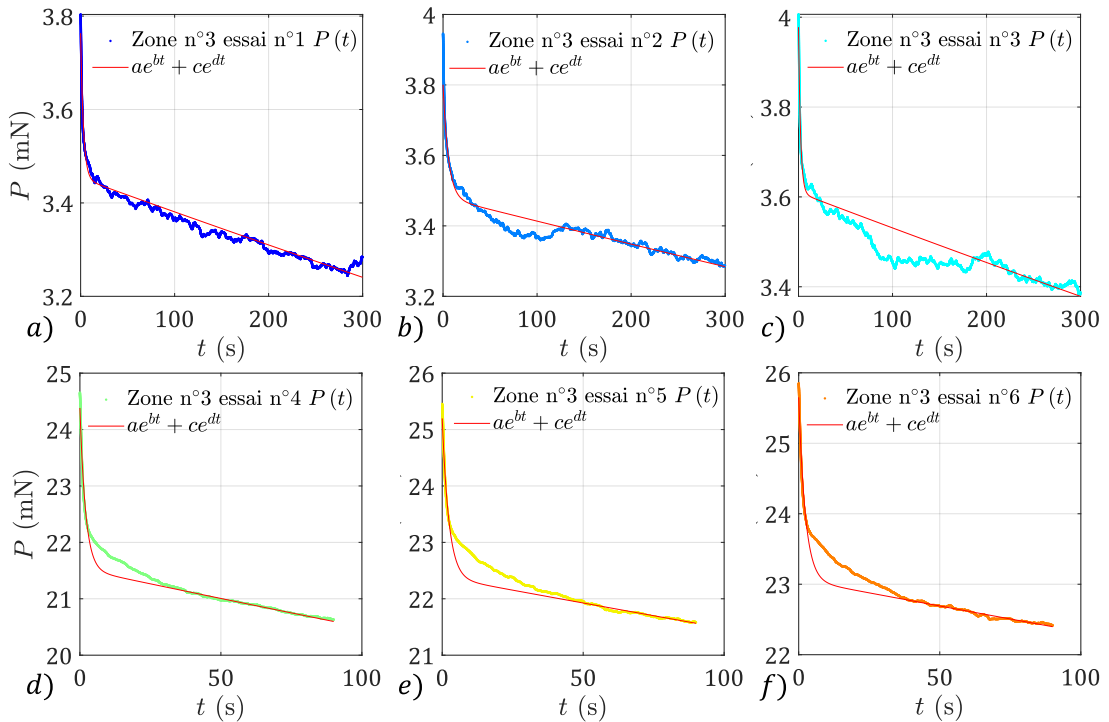 3.8
3.6
3.4
3.2
P (mN)
Zone n°3 essai n°1 P (t)
ae^{bt} + ce^{dt}
0 100 200 300
t (s)
a)
4
3.8
3.6
3.4
3.2
Zone n°3 essai n°2 P (t)
ae^{bt} + ce^{dt}
0 100 200 300
t (s)
b)
4
3.8
3.6
3.4
Zone n°3 essai n°3 P (t)
ae^{bt} + ce^{dt}
0 100 200 300
t (s)
c)
25
24
23
22
21
20
P (mN)
Zone n°3 essai n°4 P (t)
ae^{bt} + ce^{dt}
0 50 100
t (s)
d)
26
25
24
23
22
21
Zone n°3 essai n°5 P (t)
ae^{bt} + ce^{dt}
0 50 100
t (s)
e)
26
25
24
23
22
Zone n°3 essai n°6 P (t)
ae^{bt} + ce^{dt}
0 50 100
t (s)
f)